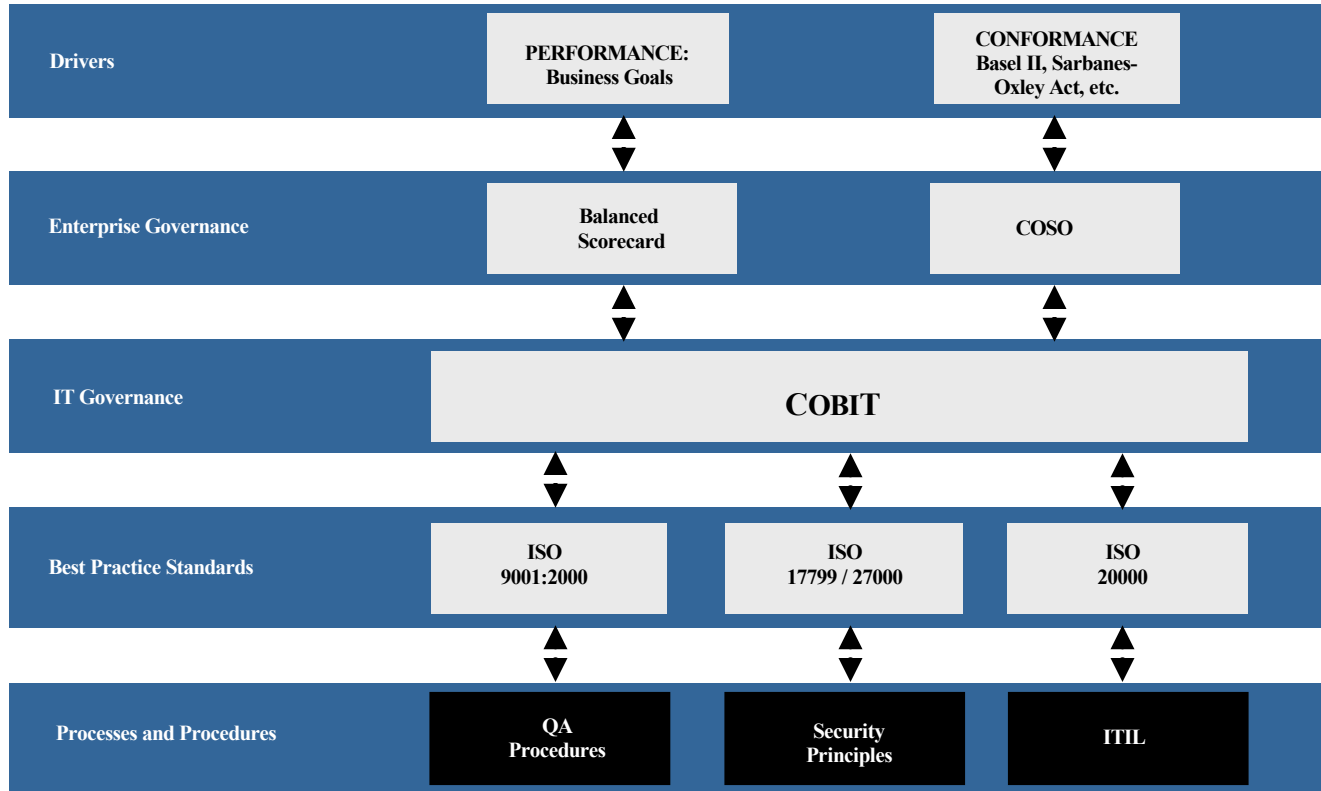 Drivers
PERFORMANCE:
Business Goals
CONFORMANCE
Basel II, Sarbanes-
Oxley Act, etc.
Enterprise Governance
Balanced
Scorecard
COSO
IT Governance
COBIT
Best Practice Standards
ISO
9001:2000
ISO
17799 / 27000
ISO
20000
Processes and Procedures
QA
Procedures
Security
Principles
ITIL